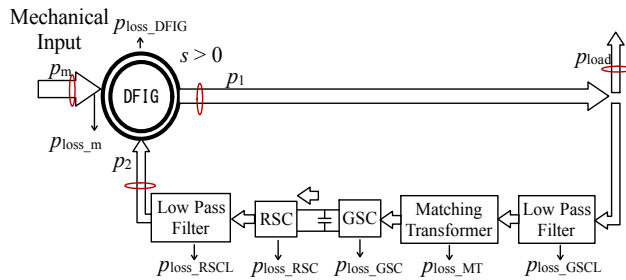 Mechanical
Input
p_loss_DFIG
s > 0
p_m
DFIG
p_1
p_load
p_loss_m
p_2
Low Pass
Filter
RSC
GSC
Matching
Transformer
Low Pass
Filter
p_loss_RSCL
p_loss_RSC
p_loss_GSC
p_loss_MT
p_loss_GSCL